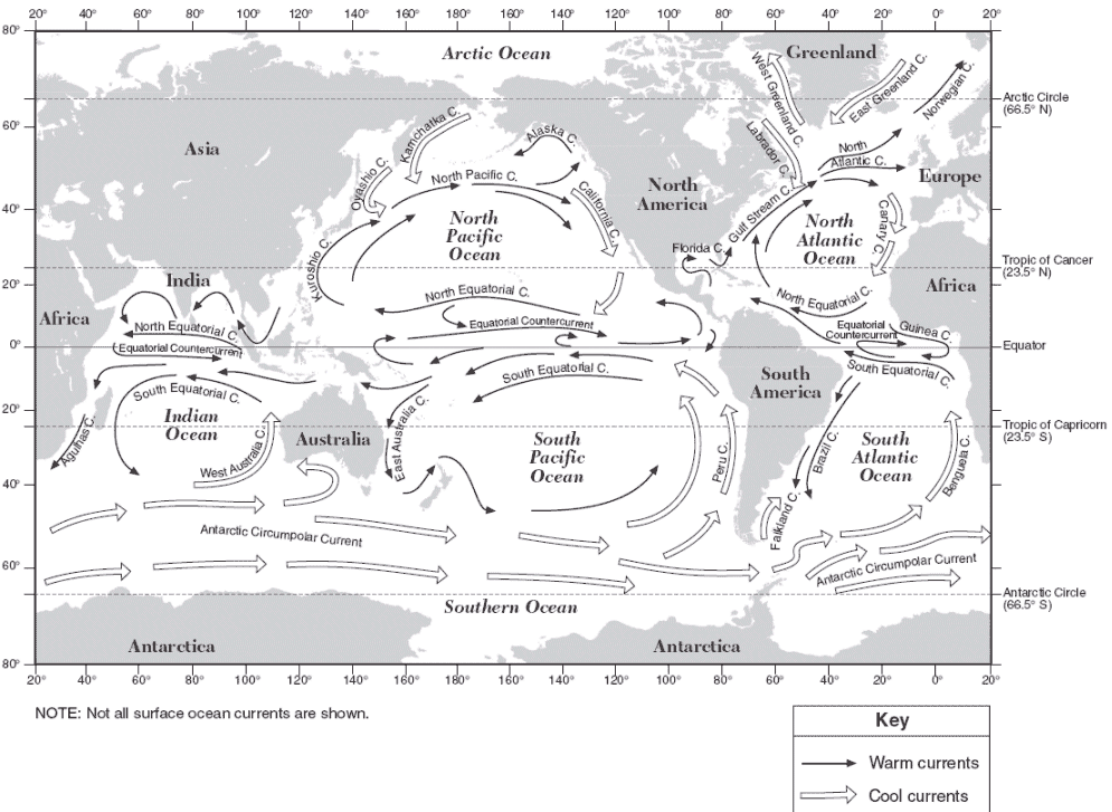 20° 40° 60° 80° 100° 120° 140° 160° 180° 160° 140° 120° 100° 80° 60° 40° 20° 0° 20°
80°
Arctic Ocean
Greenland
West Greenland C.
East Greenland C.
Norwegian C.
Arctic Circle
(66.5° N)
60°
Kamchatka C.
Alaska C.
Labrador C.
Asia
Oyashio C.
North Pacific C.
North
Atlantic C.
Europe
North
America
California C.
Gulf Stream C.
40°
North
Pacific
Ocean
North
Atlantic
Ocean
Canary C.
Kuroshio C.
Florida C.
Tropic of Cancer
(23.5° N)
20°
India
Africa
North Equatorial C.
North Equatorial C.
Africa
North Equatorial C.
Equatorial Countercurrent
Equatorial
Countercurrent
Guinea C.
Equatorial Countercurrent
0°
Equator
South Equatorial C.
South Equatorial C.
South Equatorial C.
South
America
20°
Indian
Ocean
Agulhas C.
West Australia C.
Australia
East Australia C.
South
Pacific
Ocean
Peru C.
Brazil C.
South
Atlantic
Ocean
Benguela C.
Tropic of Capricorn
(23.5° S)
40°
Falkland C.
Antarctic Circumpolar Current
Antarctic Circumpolar Current
60°
Southern Ocean
Antarctic Circle
(66.5° S)
Antarctica
Antarctica
80°
20° 40° 60° 80° 100° 120° 140° 160° 180° 160° 140° 120° 100° 80° 60° 40° 20° 0° 20°
NOTE: Not all surface ocean currents are shown.
Key
Warm currents
Cool currents